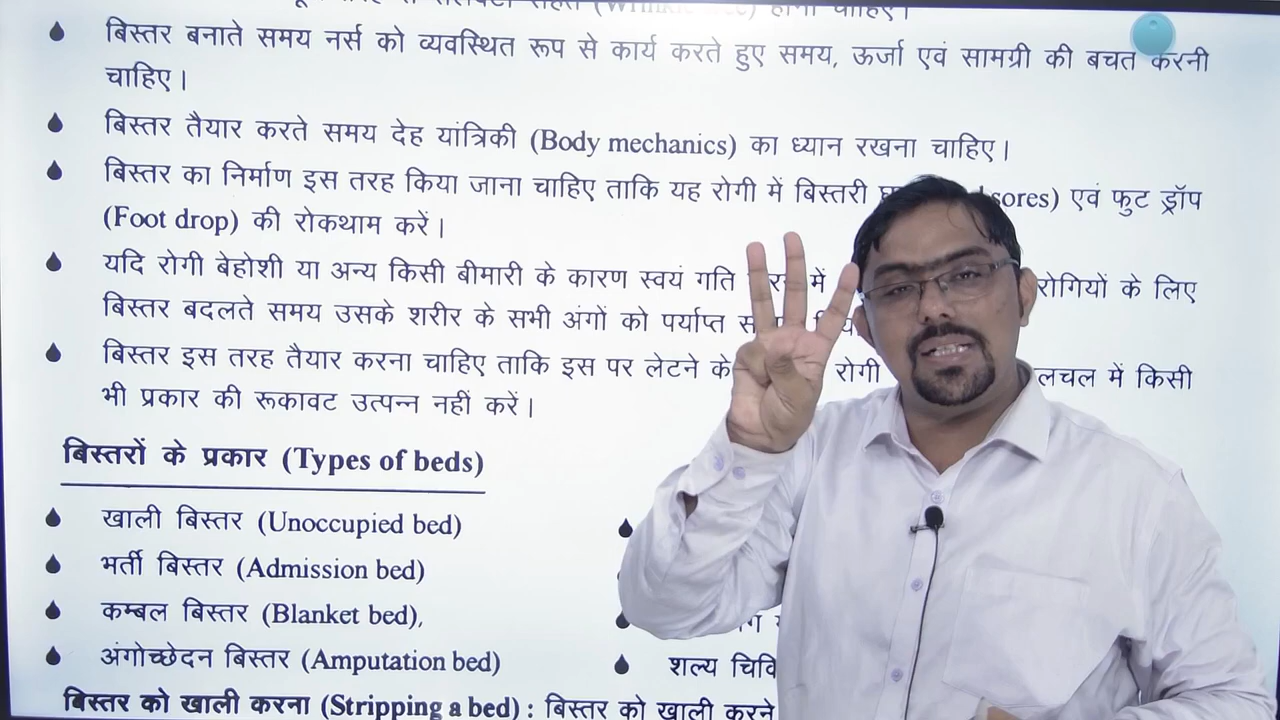 (Wrinkle free) होना चाहिए।
बिस्तर बनाते समय नर्स को व्यवस्थित रूप से कार्य करते हुए समय, ऊर्जा एवं सामग्री की बचत करनी
चाहिए।
बिस्तर तैयार करते समय देह यांत्रिकी (Body mechanics) का ध्यान रखना चाहिए।
बिस्तर का निर्माण इस तरह किया जाना चाहिए ताकि यह रोगी में बिस्तरी sores) एवं फुट ड्रॉप
(Foot drop) की रोकथाम करें।
यदि रोगी बेहोशी या अन्य किसी बीमारी के कारण स्वयं गति में रोगियों के लिए
बिस्तर बदलते समय उसके शरीर के सभी अंगों को पर्याप्त
बिस्तर इस तरह तैयार करना चाहिए ताकि इस पर लेटने के रोगी लचल में किसी
भी प्रकार की रूकावट उत्पन्न नहीं करें।
बिस्तरों के प्रकार (Types of beds)
खाली बिस्तर (Unoccupied bed)
भर्ती बिस्तर (Admission bed)
कम्बल बिस्तर (Blanket bed),
अंगोच्छेदन बिस्तर (Amputation bed)
शल्य चिवि
बिस्तर को खाली करना (Stripping a bed) : बिस्तर को खाली करने